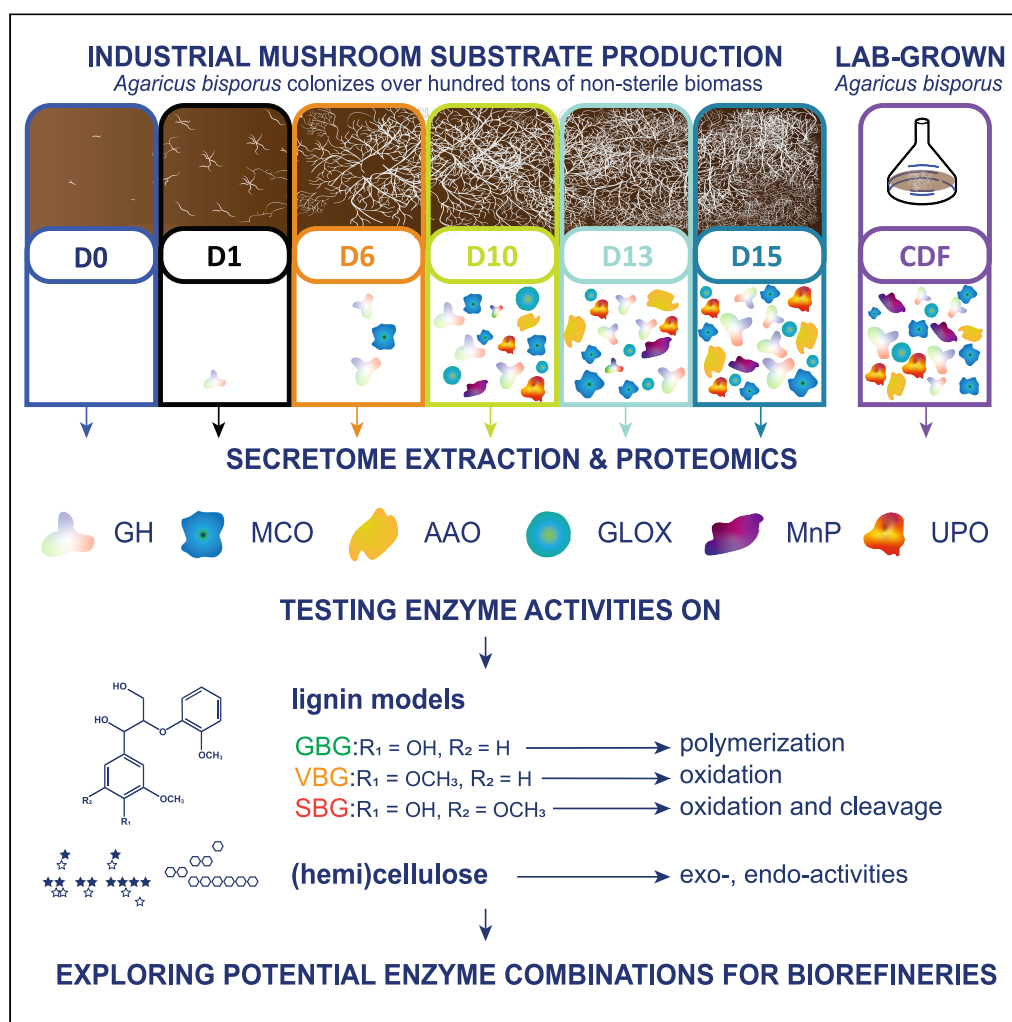 INDUSTRIAL MUSHROOM SUBSTRATE PRODUCTION
Agaricus bisporus colonizes over hundred tons of non-sterile biomass
LAB-GROWN
Agaricus bisporus
D0
D1
D6
D10
D13
D15
CDF
SECRETOME EXTRACTION & PROTEOMICS
GH
MCO
AAO
GLOX
MnP
UPO
TESTING ENZYME ACTIVITIES ON
HO
HO
O
OCH₃
OCH₃
R₂
R₁
lignin models
GBG:R₁ = OH, R₂ = H polymerization
VBG:R₁ = OCH₃, R₂ = H oxidation
SBG:R₁ = OH, R₂ = OCH₃ oxidation and cleavage
(hemi)cellulose exo-, endo-activities
EXPLORING POTENTIAL ENZYME COMBINATIONS FOR BIOREFINERIES